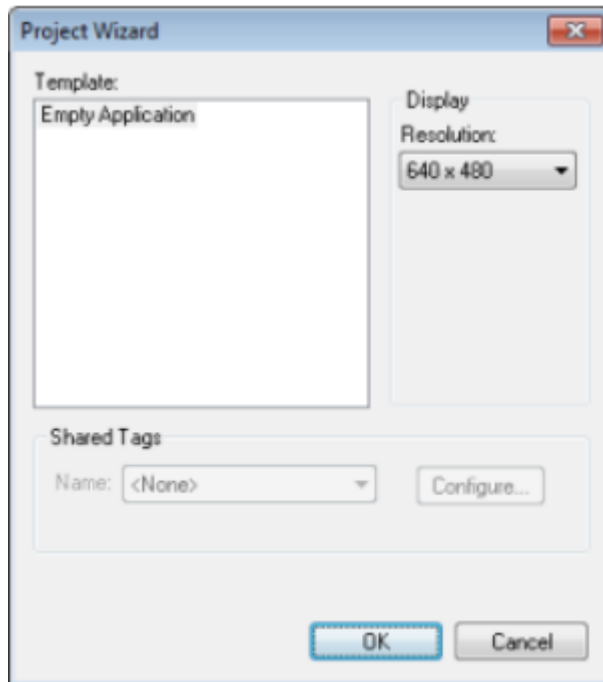 Project Wizard
Template:
Empty Application
Display
Resolution:
640 x 480
Shared Tags
Name: <None> Configure...
OK Cancel